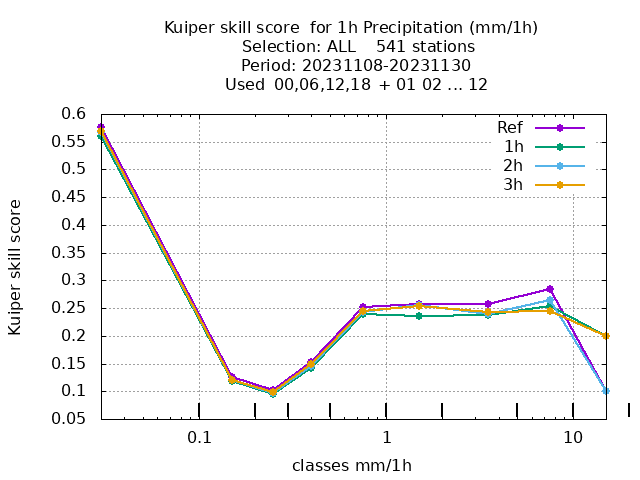 Kuiper skill score  for 1h Precipitation (mm/1h)
Selection: ALL    541 stations
Period: 20231108-20231130
Used  00,06,12,18  + 01 02 ... 12
Kuiper skill score
0.6
0.55
0.5
0.45
0.4
0.35
0.3
0.25
0.2
0.15
0.1
0.05
Ref
1h
2h
3h
0.1
1
10
classes mm/1h